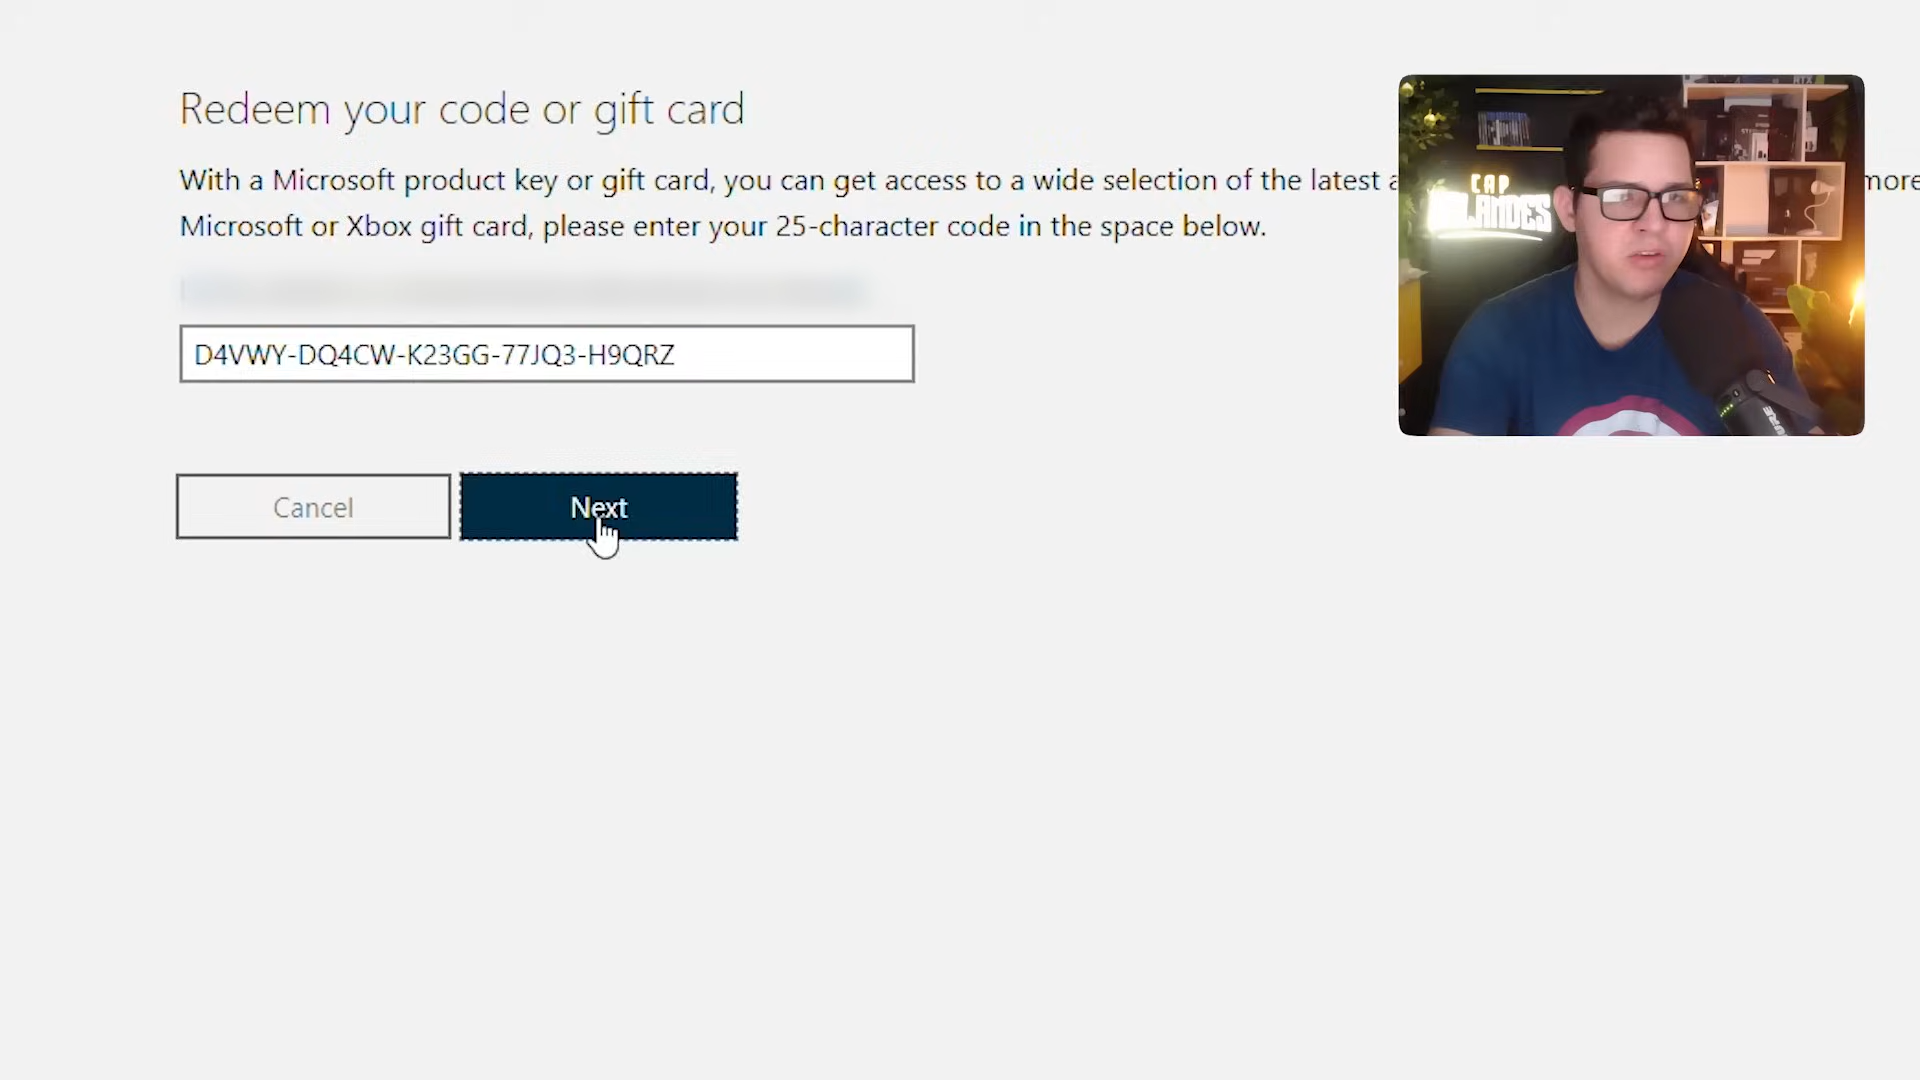 Redeem your code or gift card
With a Microsoft product key or gift card, you can get access to a wide selection of the latest a more
Microsoft or Xbox gift card, please enter your 25-character code in the space below.
D4VWY-DQ4CW-K23GG-77JQ3-H9QRZ
Cancel
Next
CAP
RTX